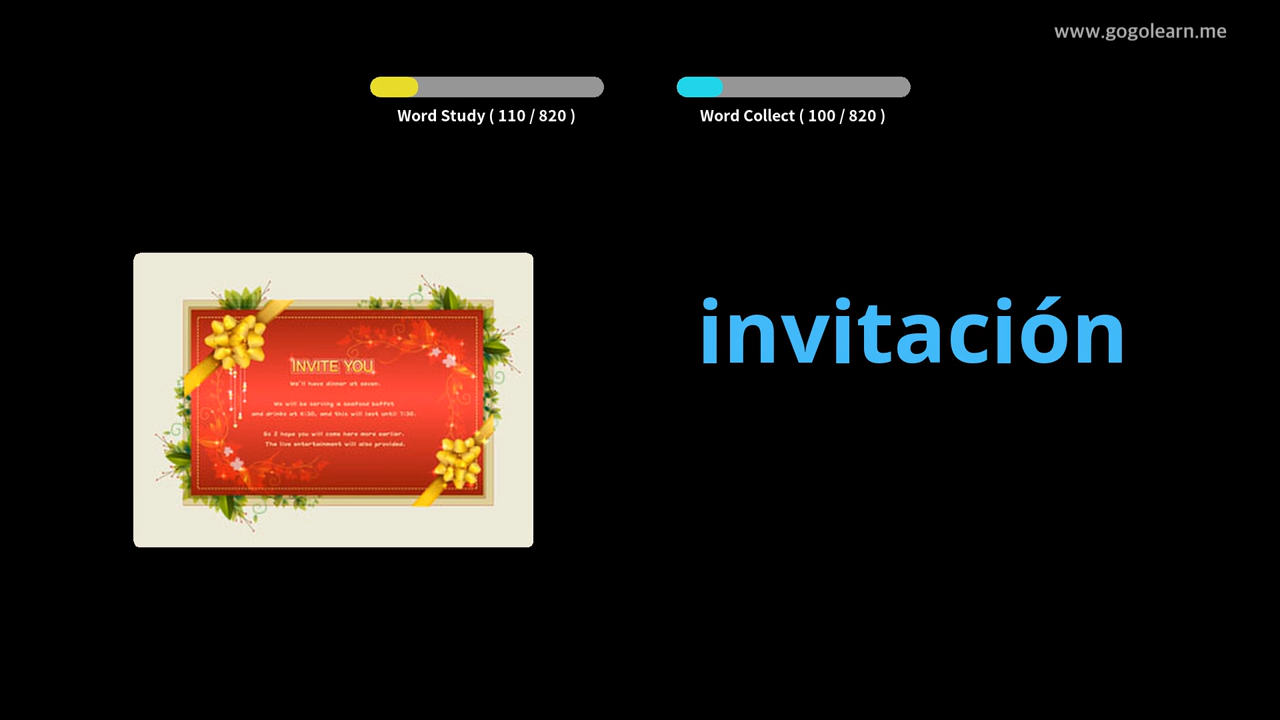 www.gogolearn.me
Word Study ( 110 / 820 )
Word Collect ( 100 / 820 )
invitación
INVITE YOU
We'll have dinner at seven.
We will be serving a seafood buffet
and drinks at 6:30, and this will last until 7:30.
So I hope you will come here more earlier.
The live entertainment will also provided.